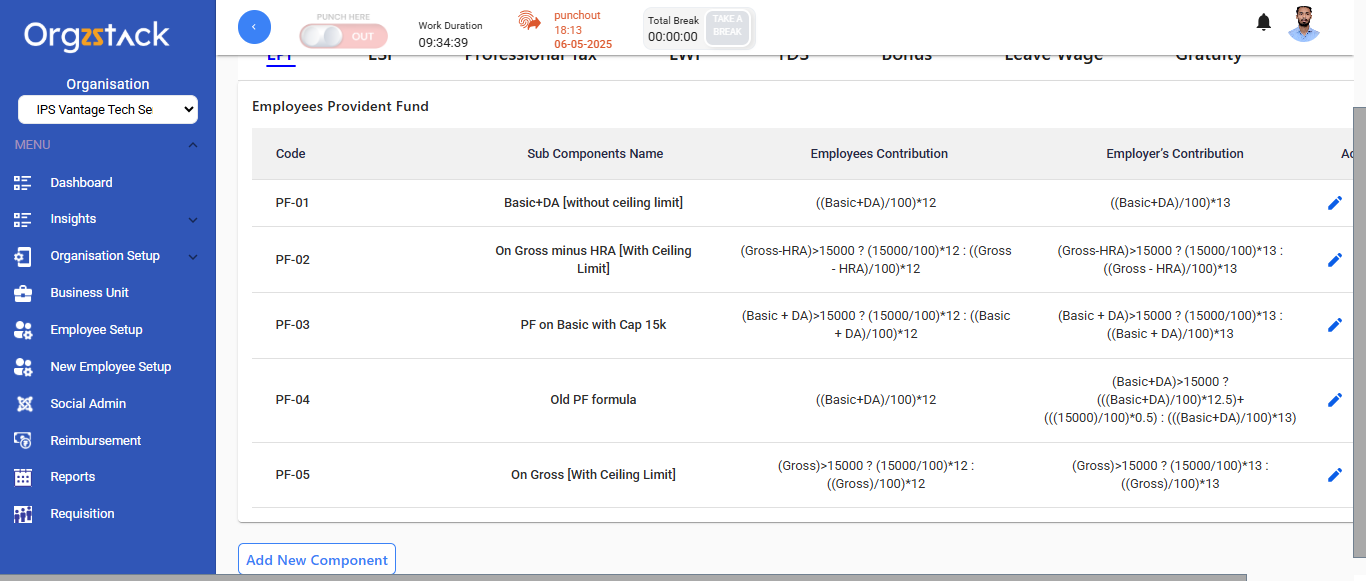 Orgzstack
Organisation
IPS Vantage Tech Se
MENU
Dashboard
Insights
Organisation Setup
Business Unit
Employee Setup
New Employee Setup
Social Admin
Reimbursement
Reports
Requisition
PUNCH HERE
OUT
Work Duration
09:34:39
punchout
18:13
06-05-2025
Total Break
00:00:00
TAKE A
BREAK
EPF ESI Professional Tax LWF TDS Bonus Leave Wage Gratuity
Employees Provident Fund
Code Sub Components Name Employees Contribution Employer's Contribution
PF-01 Basic+DA [without ceiling limit] ((Basic+DA)/100)*12 ((Basic+DA)/100)*13
PF-02
On Gross minus HRA [With Ceiling
Limit]
(Gross-HRA)>15000 ? (15000/100)*12 : ((Gross
- HRA)/100)*12
(Gross-HRA)>15000 ? (15000/100)*13 :
((Gross - HRA)/100)*13
PF-03
PF on Basic with Cap 15k
(Basic + DA)>15000 ? (15000/100)*12 : ((Basic
+ DA)/100)*12
(Basic + DA)>15000 ? (15000/100)*13 :
((Basic + DA)/100)*13
PF-04
Old PF formula
((Basic+DA)/100)*12
(Basic+DA)>15000 ?
(((Basic+DA)/100)*12.5)+
(((15000)/100)*0.5) : (((Basic+DA)/100)*13)
PF-05
On Gross [With Ceiling Limit]
(Gross)>15000 ? (15000/100)*12 :
((Gross)/100)*12
(Gross)>15000 ? (15000/100)*13 :
((Gross)/100)*13
Add New Component